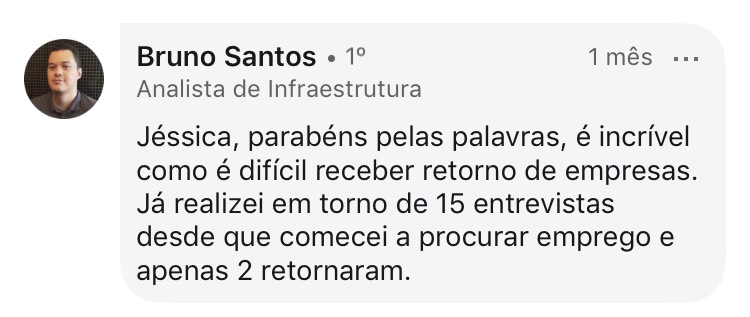 Bruno Santos • 1º 1 mês ...
Analista de Infraestrutura
Jéssica, parabéns pelas palavras, é incrível
como é difícil receber retorno de empresas.
Já realizei em torno de 15 entrevistas
desde que comecei a procurar emprego e
apenas 2 retornaram.